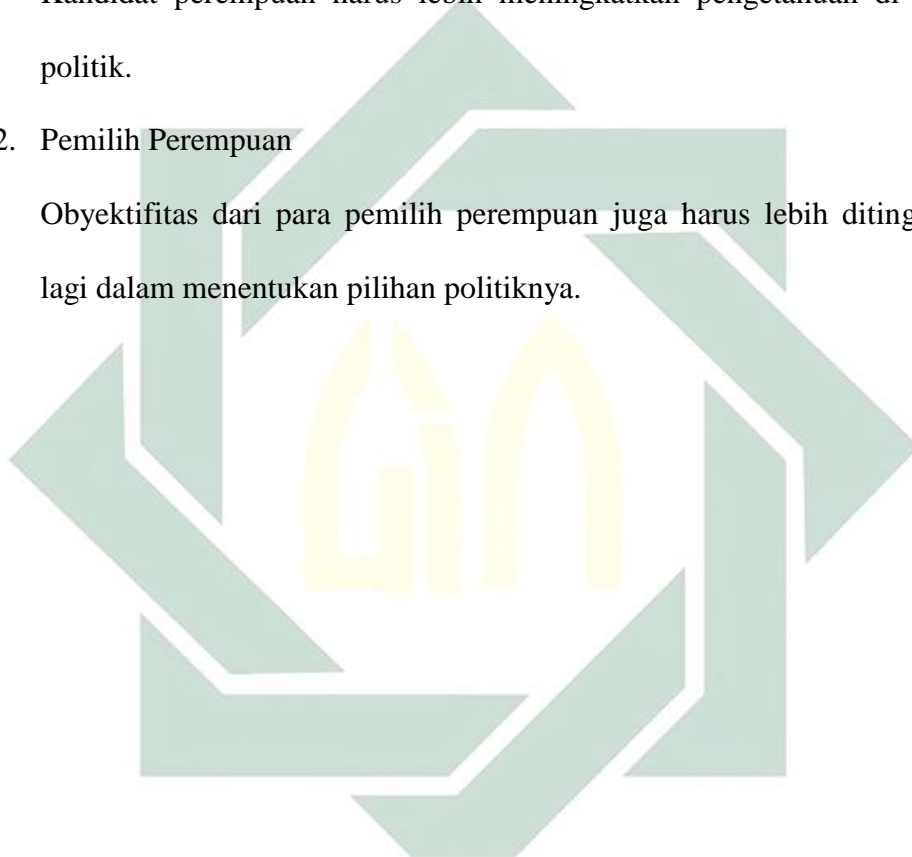 Kandidat perempuan harus lebih meningkatkan pengetahuan di
politik.
2. Pemilih Perempuan
Obyektifitas dari para pemilih perempuan juga harus lebih diting
lagi dalam menentukan pilihan politiknya.